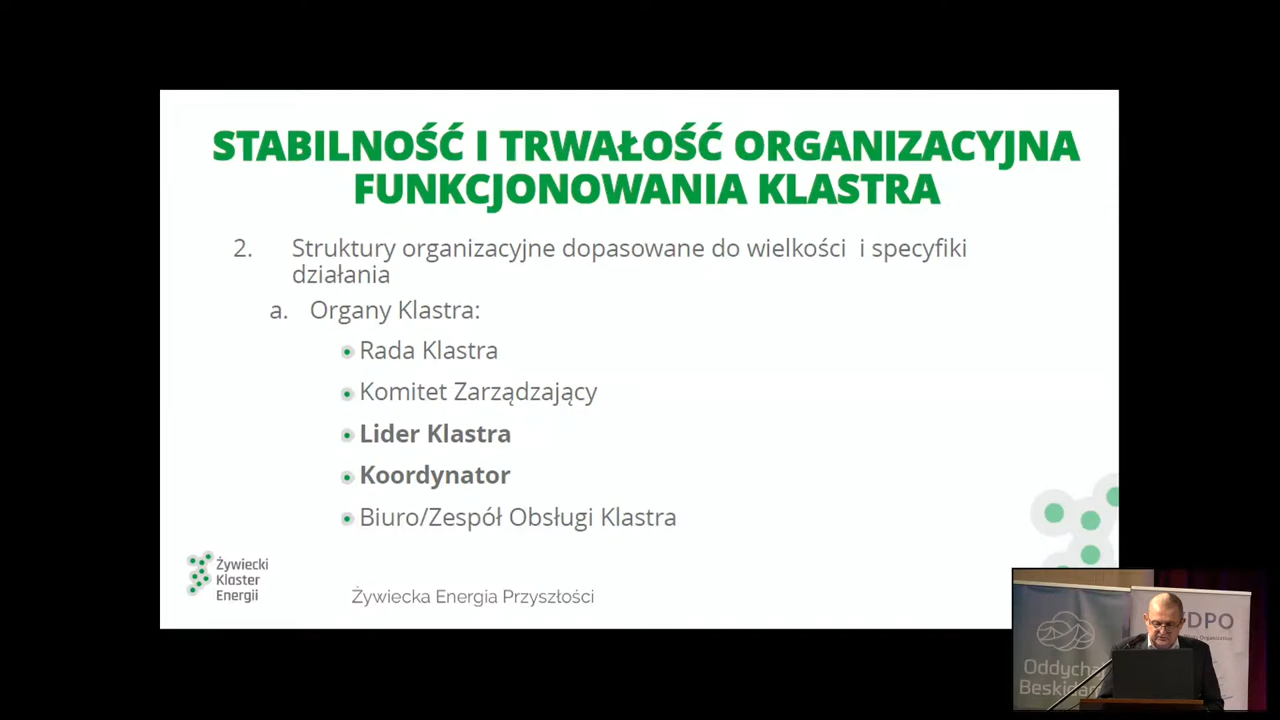 STABILNOŚĆ I TRWAŁOŚĆ ORGANIZACYJNA
FUNKCJONOWANIA KLASTRA
2. Struktury organizacyjne dopasowane do wielkości i specyfiki
działania
a. Organy Klastra:
Rada Klastra
Komitet Zarządzający
Lider Klastra
Koordynator
Biuro/Zespół Obsługi Klastra
Żywiecki
Klaster
Energii
Żywiecka Energia Przyszłości
DPO
Organization
Oddychaj